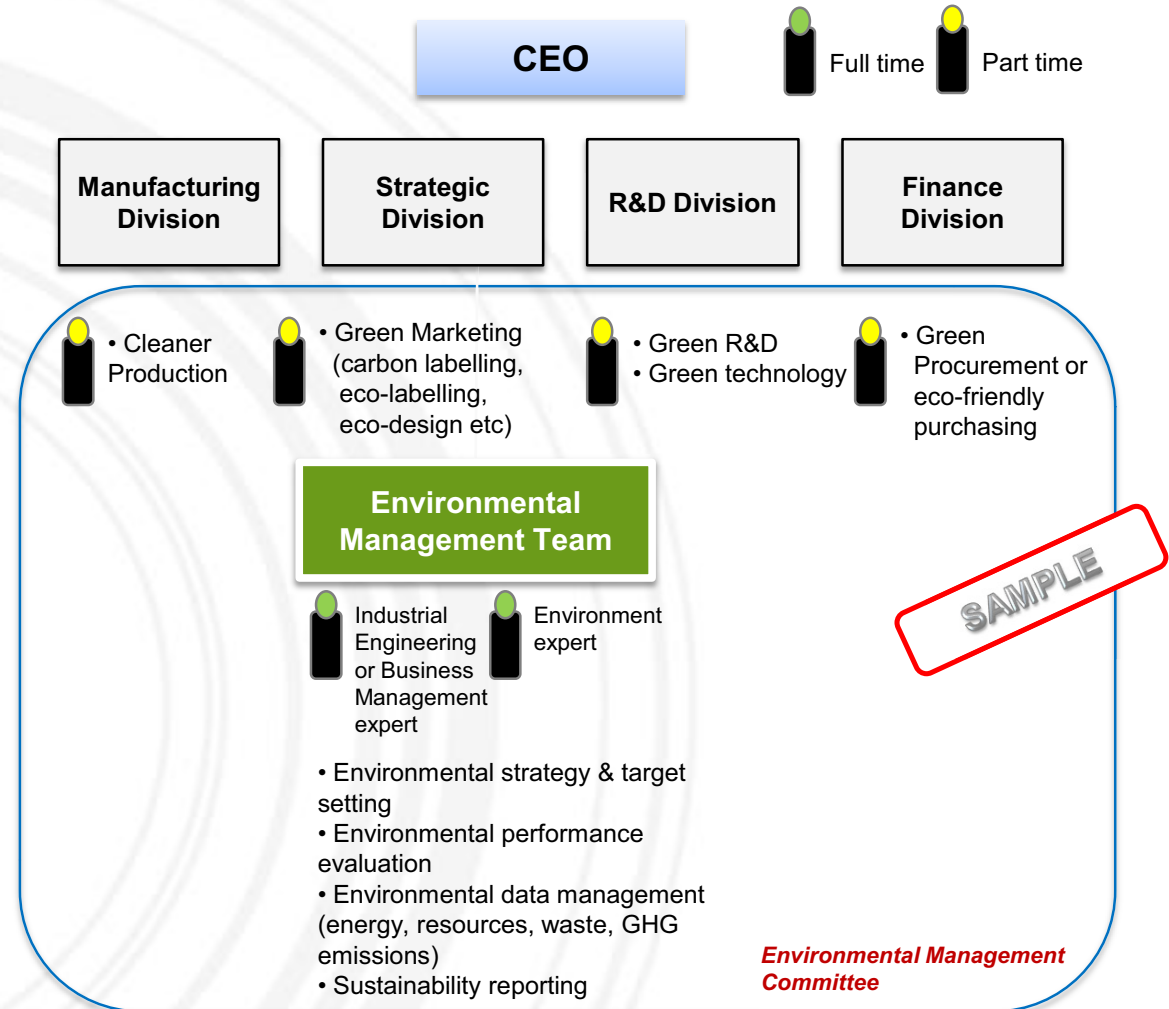 CEO
Full time
Part time
Manufacturing
Division
Strategic
Division
R&D Division
Finance
Division
• Cleaner
Production
• Green Marketing
(carbon labelling,
eco-labelling,
eco-design etc)
• Green R&D
• Green technology
• Green
Procurement or
eco-friendly
purchasing
Environmental
Management Team
Industrial
Engineering
or Business
Management
expert
Environment
expert
SAMPLE
• Environmental strategy & target
setting
• Environmental performance
evaluation
• Environmental data management
(energy, resources, waste, GHG
emissions)
• Sustainability reporting
Environmental Management
Committee